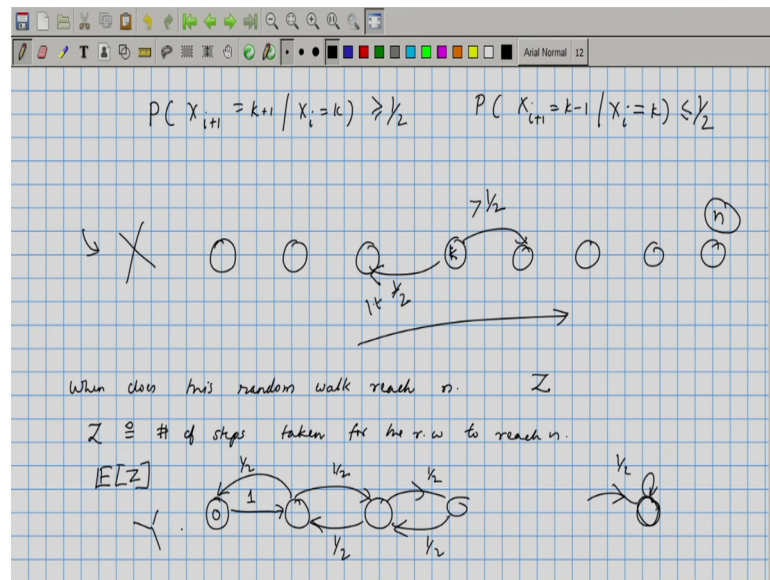 T Arial Normal 12
P( X_{i+1} = k+1 / X_i = k) ≥ 1/2 P( X_{i+1} = k-1 / X_i = k) ≤ 1/2
n
> 1/2
X k
1/2
When does this random walk reach n. Z
Z ≗ # of steps taken for the r.w to reach n.
E[Z] 1/2 1/2 1/2 1/2
Y . 0 1
1/2 1/2